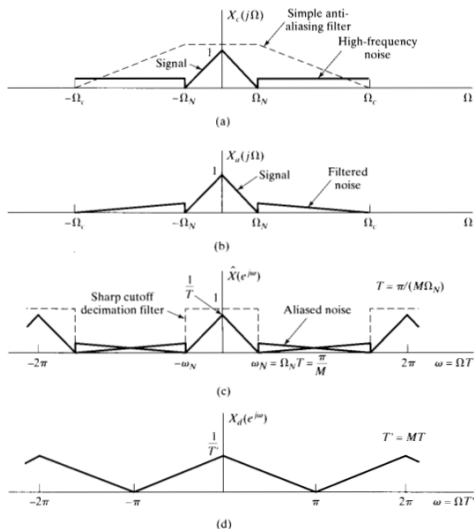 X_c(jΩ)
Simple anti-
aliasing filter
High-frequency
noise
Signal
1
-Ω_c -Ω_N Ω_N Ω_c Ω
(a)
X_a(jΩ)
1
Signal
Filtered
noise
-Ω_c -Ω_N Ω_N Ω_c Ω
(b)
X̂(e^{jω})
T = π/(MΩ_N)
1/T
Sharp cutoff
decimation filter
1
Aliased noise
-2π -ω_N ω_N = Ω_N T = π/M 2π ω = ΩT
(c)
X_d(e^{jω})
1/T'
T' = MT
-2π -π π 2π ω = ΩT'
(d)